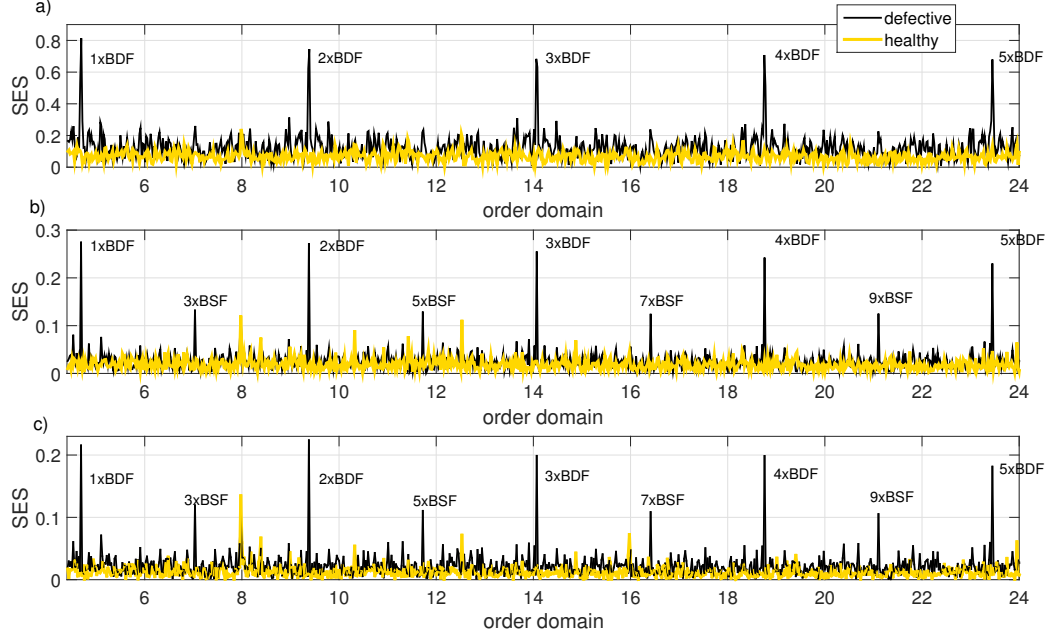 a)
defective
healthy
1xBDF
2xBDF
3xBDF
4xBDF
5xBDF
SES
0.8
0.6
0.4
0.2
0
6 8 10 12 14 16 18 20 22 24
order domain
b)
1xBDF
2xBDF
3xBDF
4xBDF
5xBDF
3xBSF
5xBSF
7xBSF
9xBSF
SES
0.3
0.2
0.1
0
6 8 10 12 14 16 18 20 22 24
order domain
c)
1xBDF
2xBDF
3xBDF
4xBDF
5xBDF
3xBSF
5xBSF
7xBSF
9xBSF
SES
0.2
0.1
0
6 8 10 12 14 16 18 20 22 24
order domain